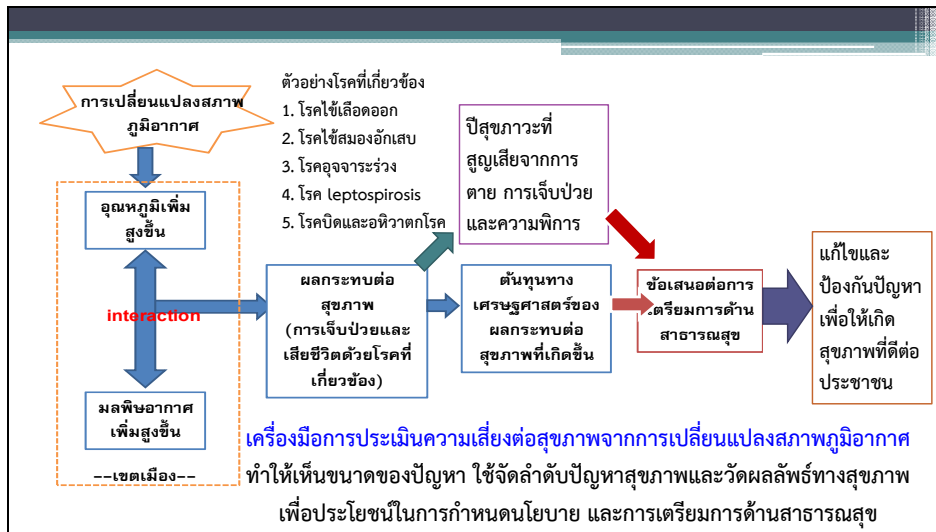 การเปลี่ยนแปลงสภาพ
ภูมิอากาศ
อุณหภูมิเพิ่ม
สูงขึ้น
interaction
มลพิษอากาศ
เพิ่มสูงขึ้น
--เขตเมือง--
ตัวอย่างโรคที่เกี่ยวข้อง
1. โรคไข้เลือดออก
2. โรคไข้สมองอักเสบ
3. โรคอุจจาระร่วง
4. โรค leptospirosis
5. โรคบิดและอหิวาตกโรค
ผลกระทบต่อ
สุขภาพ
(การเจ็บป่วยและ
เสียชีวิตด้วยโรคที่
เกี่ยวข้อง)
ปีสุขภาวะที่
สูญเสียจากการ
ตาย การเจ็บป่วย
และความพิการ
ต้นทุนทาง
เศรษฐศาสตร์ของ
ผลกระทบต่อ
สุขภาพที่เกิดขึ้น
ข้อเสนอต่อการ
เตรียมการด้าน
สาธารณสุข
แก้ไขและ
ป้องกันปัญหา
เพื่อให้เกิด
สุขภาพที่ดีต่อ
ประชาชน
เครื่องมือการประเมินความเสี่ยงต่อสุขภาพจากการเปลี่ยนแปลงสภาพภูมิอากาศ
ทำให้เห็นขนาดของปัญหา ใช้จัดลำดับปัญหาสุขภาพและวัดผลลัพธ์ทางสุขภาพ
เพื่อประโยชน์ในการกำหนดนโยบาย และการเตรียมการด้านสาธารณสุข